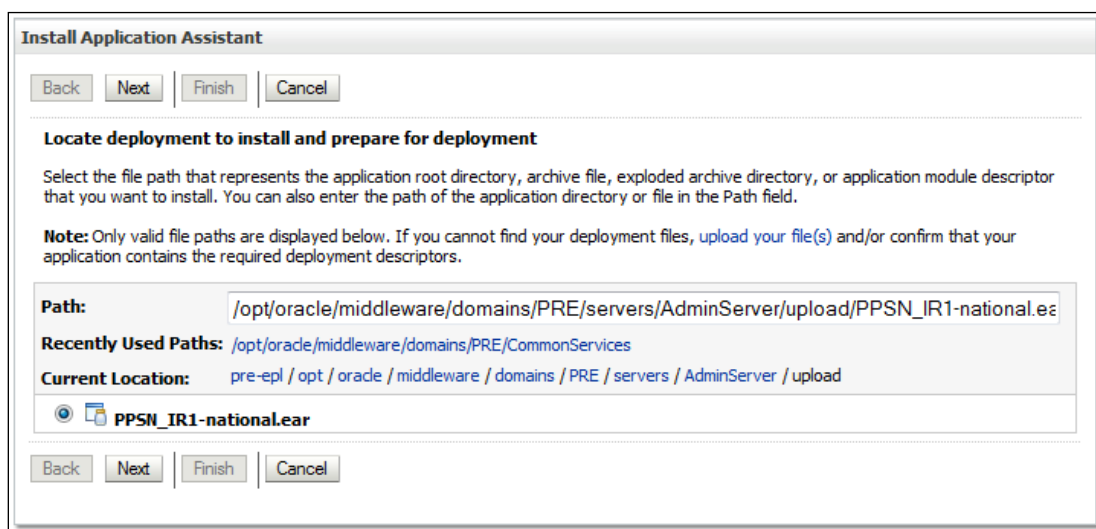 Install Application Assistant
Back Next Finish Cancel
Locate deployment to install and prepare for deployment
Select the file path that represents the application root directory, archive file, exploded archive directory, or application module descriptor
that you want to install. You can also enter the path of the application directory or file in the Path field.
Note: Only valid file paths are displayed below. If you cannot find your deployment files, upload your file(s) and/or confirm that your
application contains the required deployment descriptors.
Path: /opt/oracle/middleware/domains/PRE/servers/AdminServer/upload/PPSN_IR1-national.ea
Recently Used Paths: /opt/oracle/middleware/domains/PRE/CommonServices
Current Location: pre-epl / opt / oracle / middleware / domains / PRE / servers / AdminServer / upload
PPSN_IR1-national.ear
Back Next Finish Cancel